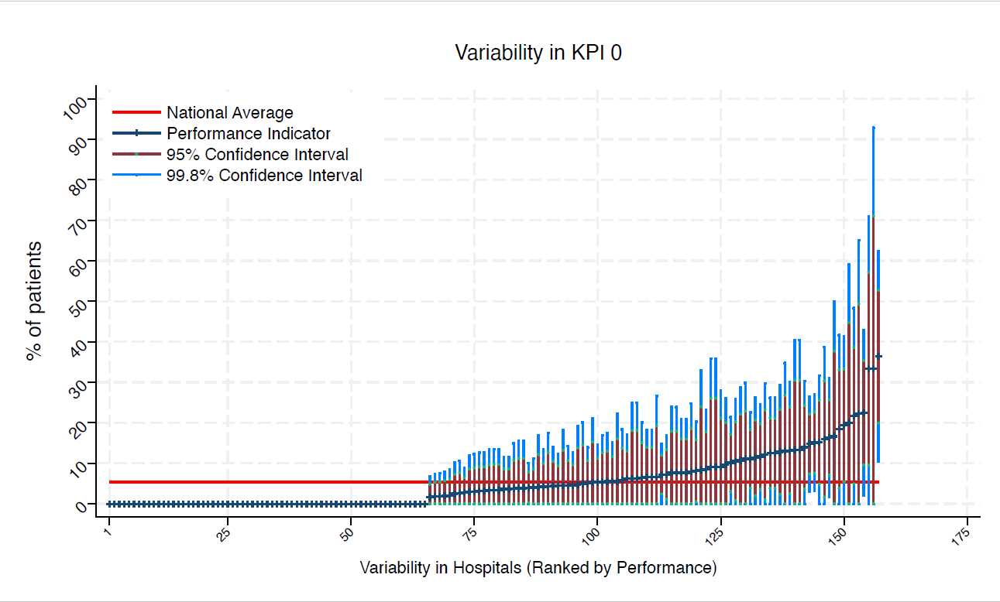 Variability in KPI 0
National Average
Performance Indicator
95% Confidence Interval
99.8% Confidence Interval
% of patients
100
90
80
70
60
50
40
30
20
10
0
1
25
50
75
100
125
150
175
Variability in Hospitals (Ranked by Performance)